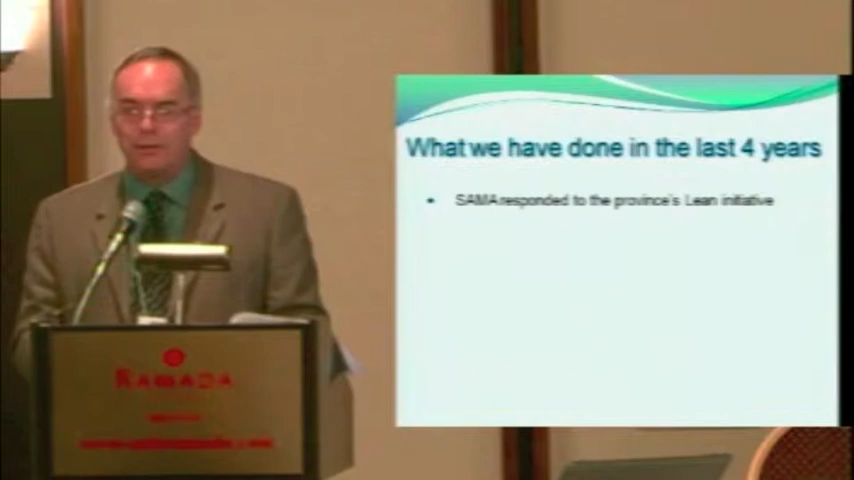 What we have done in the last 4 years
• SAMA responded to the province's Lean initiative
RAMADA